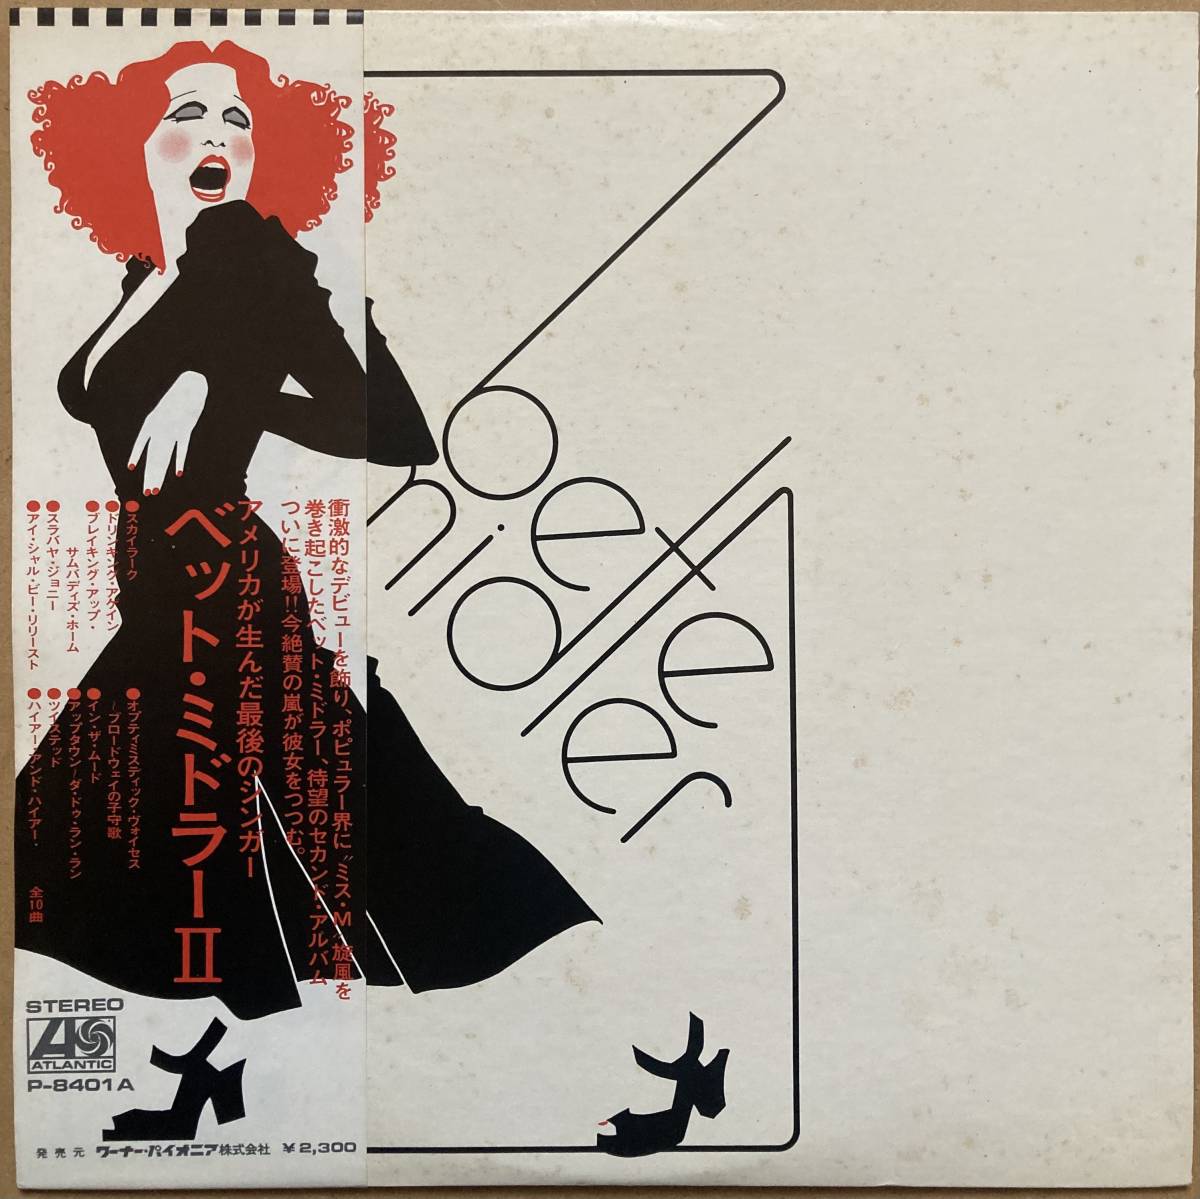 衝激的なデビューを飾り、ポピュラー界に〝ミス・M〟旋風を
巻き起こしたベット・ミドラー、待望のセカンド・アルバム
ついに登場!!今絶賛の嵐が彼女をつつむ。
アメリカが生んだ最後のシンガー
ベット・ミドラーII
●スカイラーク
●ドリンキング・アゲイン
●ブレイキング・アップ・
サムバディズ・ホーム
●スラバヤ・ジョニー
●アイ・シャル・ビー・リリースト
●オプティミスティック・ヴォイセス
~ブロードウェイの子守歌
●イン・ザ・ムード
●アップタウン~ダ・ドゥ・ラン・ラン
●ツイステッド
●ハイアー・アンド・ハイアー
全10曲
STEREO
ATLANTIC
P-8401A
発売元 ワーナー・パイオニア株式会社 ¥2,300